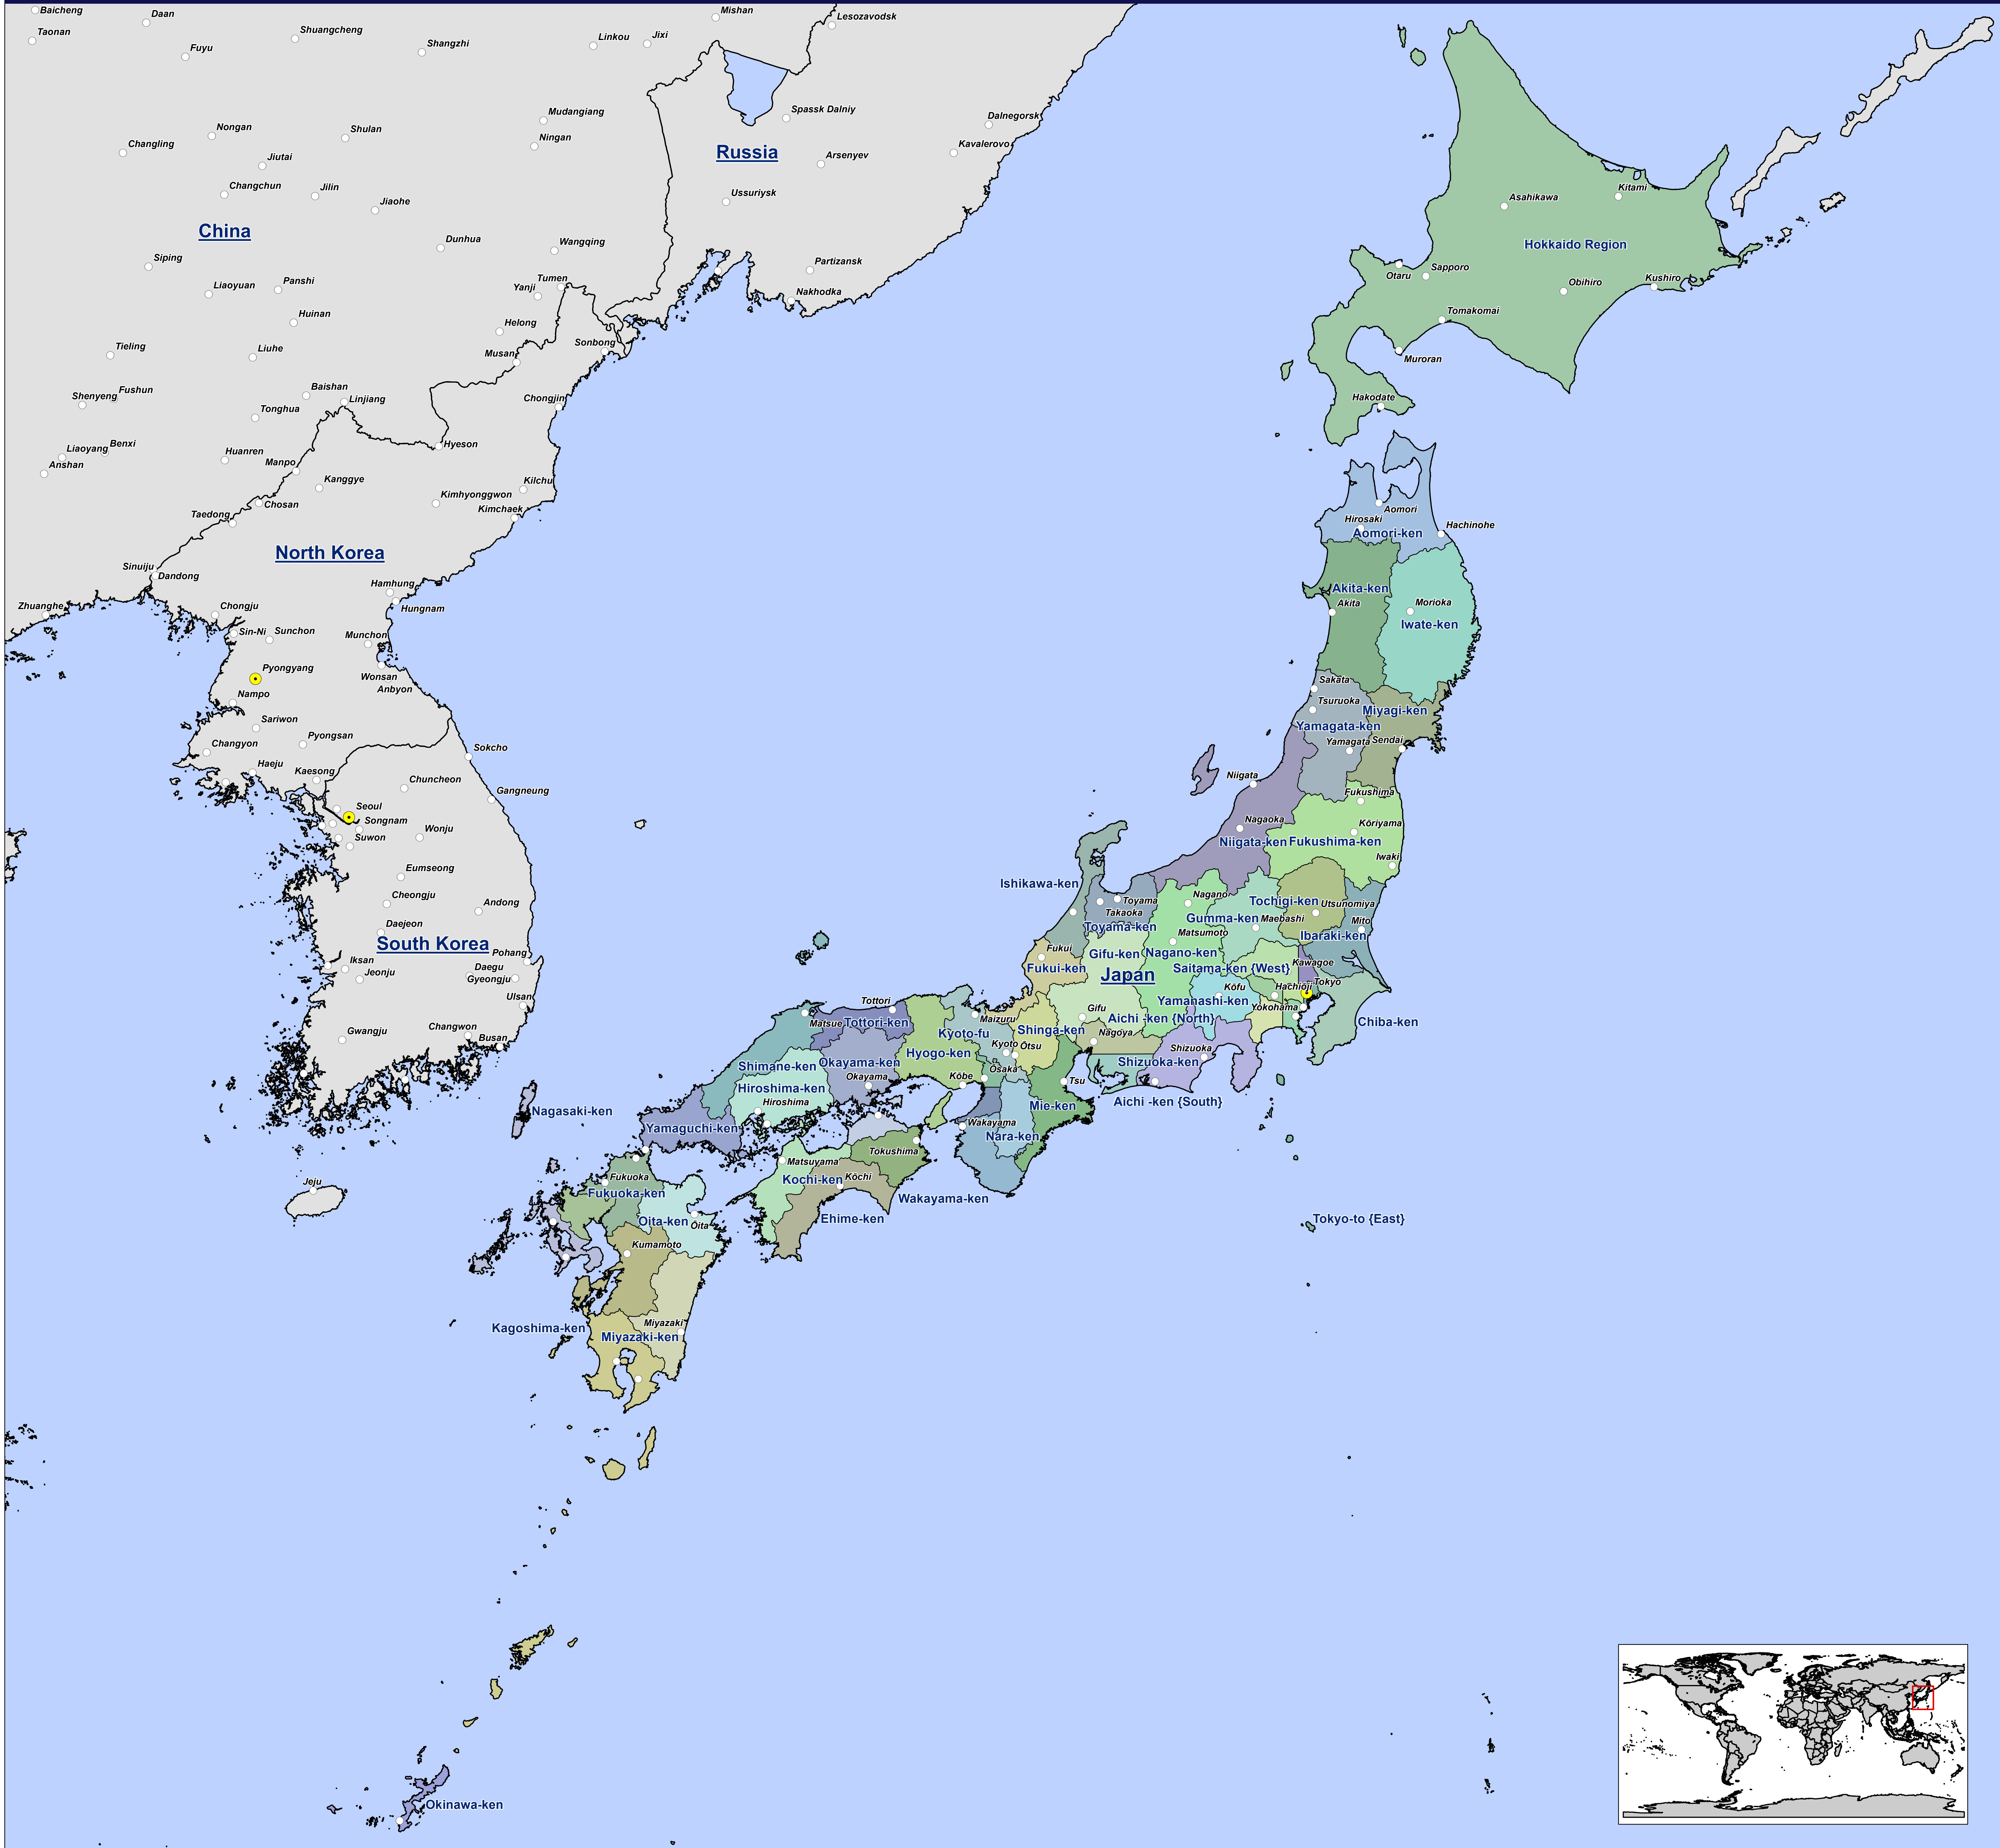 Baicheng
Daan
Mishan
Lesozavodsk
Taonan
Shuangcheng
Shangzhi
Linkou
Jixi
Fuyu
Spassk Dalniy
Dalnegorsk
Mudangiang
Nongan
Shulan
Ningan
Changling
Jiutai
Russia
Arsenyev
Kavalerovo
Changchun
Jilin
Jiaohe
Ussuriysk
Asahikawa
Kitami
China
Dunhua
Wangqing
Hokkaido Region
Siping
Partizansk
Sapporo
Otaru
Liaoyuan
Panshi
Tumen
Yanji
Nakhodka
Obihiro
Kushiro
Huinan
Helong
Tomakomai
Tieling
Liuhe
Musan
Sonbong
Muroran
Shenyeng
Fushun
Baishan
Linjiang
Chongjin
Hakodate
Tonghua
Liaoyang
Benxi
Anshan
Huanren
Manpo
Hyeson
Kanggye
Kilchu
Kimhyonggwon
Kimchaek
Taedong
Chosan
Aomori
Hirosaki
Hachinohe
Aomori-ken
North Korea
Sinuiju
Dandong
Hamhung
Akita-ken
Zhuanghe
Chongju
Hungnam
Akita
Morioka
Iwate-ken
Sin-Ni
Sunchon
Munchon
Pyongyang
Wonsan
Anbyon
Nampo
Sakata
Tsuruoka
Miyagi-ken
Yamagata-ken
Sariwon
Changyon
Pyongsan
Sokcho
Yamagata
Sendai
Haeju
Kaesong
Chuncheon
Niigata
Gangneung
Fukushima
Seoul
Songnam
Suwon
Wonju
Nagaoka
Kōriyama
Niigata-ken
Fukushima-ken
Iwaki
Eumseong
Ishikawa-ken
Cheongju
Andong
Nagano
Toyama
Takaoka
Tochigi-ken
Utsunomiya
Daejeon
Toyama-ken
Gumma-ken
Maebashi
Mito
South Korea
Matsumoto
Ibaraki-ken
Pohang
Fukui
Gifu-ken
Nagano-ken
Iksan
Jeonju
Daegu
Gyeongju
Fukui-ken
Japan
Saitama-ken {West}
Kawagoe
Tokyo
Ulsan
Kōfu
Hachioji
Tottori
Yamanashi-ken
Yokohama
Gwangju
Changwon
Busan
Matsue
Tottori-ken
Maizuru
Gifu
Aichi -ken {North}
Chiba-ken
Kyoto-fu
Shinga-ken
Nagoya
Hyogo-ken
Kyoto
Ōtsu
Shizuoka
Shimane-ken
Okayama-ken
Shizuoka-ken
Okayama
Kōbe
Ōsaka
Tsu
Hiroshima-ken
Hiroshima
Nagasaki-ken
Mie-ken
Aichi -ken {South}
Yamaguchi-ken
Wakayama
Nara-ken
Tokushima
Matsuyama
Jeju
Fukuoka
Kochi-ken
Kōchi
Fukuoka-ken
Wakayama-ken
Oita-ken
Ōita
Ehime-ken
Tokyo-to {East}
Kumamoto
Kagoshima-ken
Miyazaki
Miyazaki-ken
Okinawa-ken